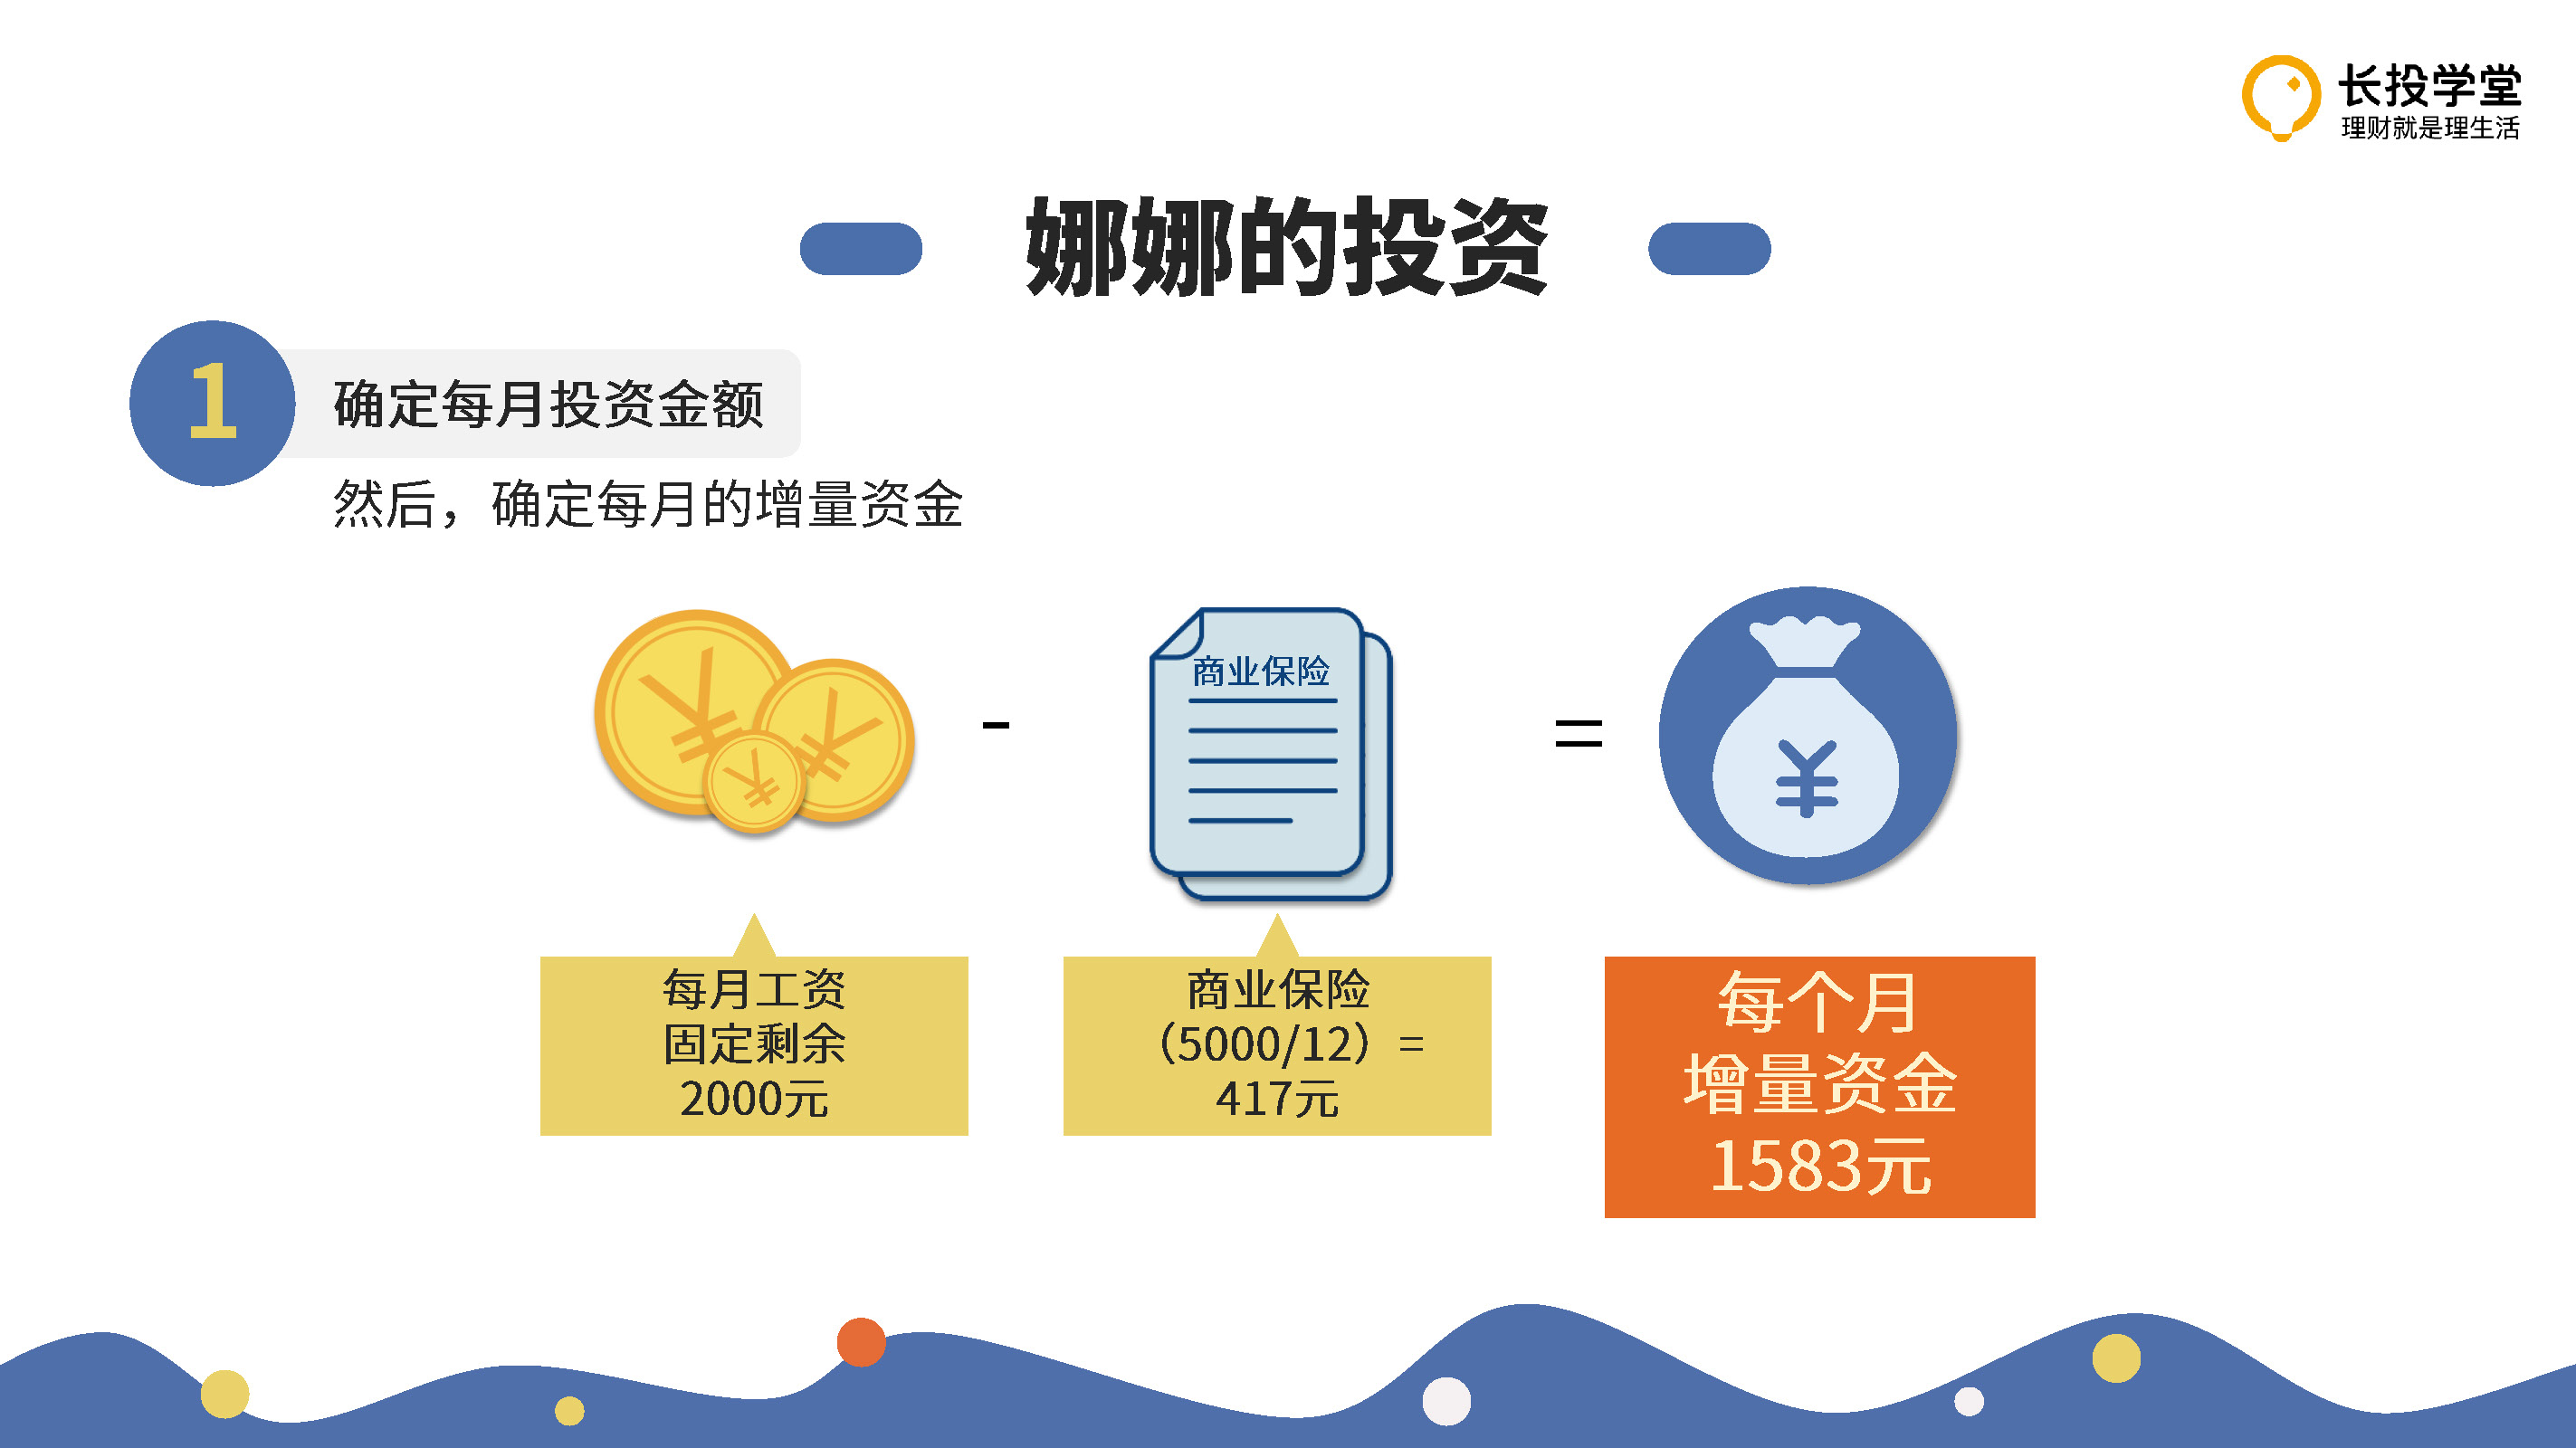 长投学堂
理财就是理生活
娜娜的投资
1
确定每月投资金额
然后，确定每月的增量资金
商业保险
-
=
每月工资
固定剩余
2000元
商业保险
（5000/12）=
417元
每个月
增量资金
1583元